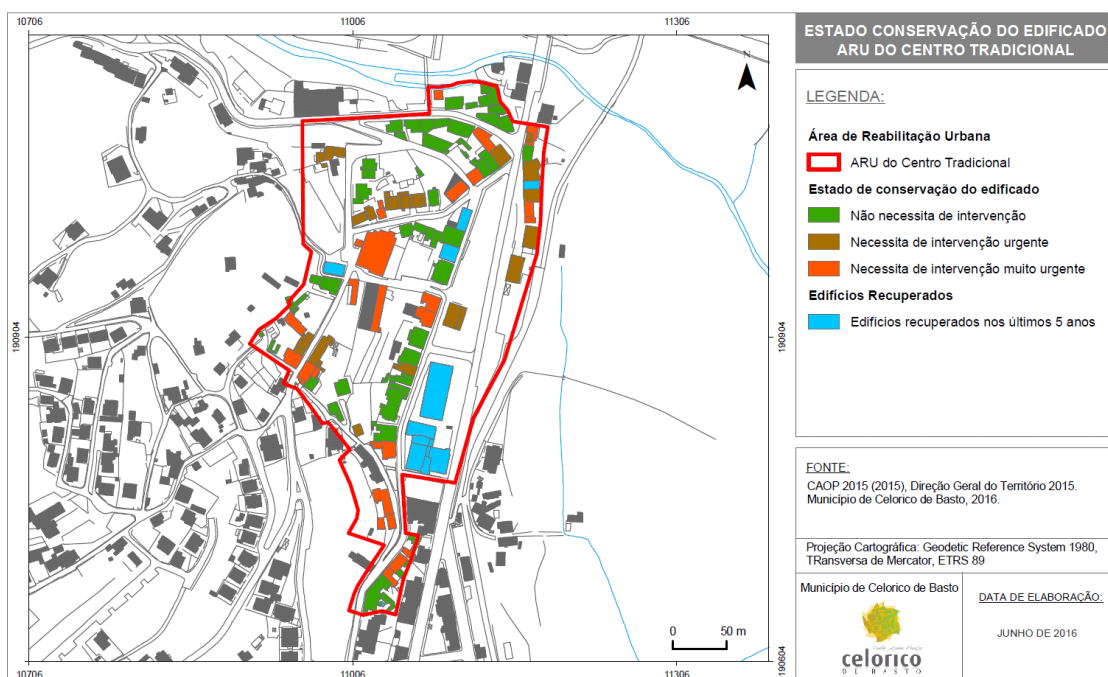 10706
11006
11306
190904
190904
190604
10706
11006
11306
N
0 50 m
ESTADO CONSERVAÇÃO DO EDIFICADO
ARU DO CENTRO TRADICIONAL
LEGENDA:
Área de Reabilitação Urbana
ARU do Centro Tradicional
Estado de conservação do edificado
Não necessita de intervenção
Necessita de intervenção urgente
Necessita de intervenção muito urgente
Edifícios Recuperados
Edifícios recuperados nos últimos 5 anos
FONTE:
CAOP 2015 (2015), Direção Geral do Território 2015.
Município de Celorico de Basto, 2016.
Projeção Cartográfica: Geodetic Reference System 1980,
TRansversa de Mercator, ETRS 89
Município de Celorico de Basto
celorico
DE BASTO
DATA DE ELABORAÇÃO:
JUNHO DE 2016